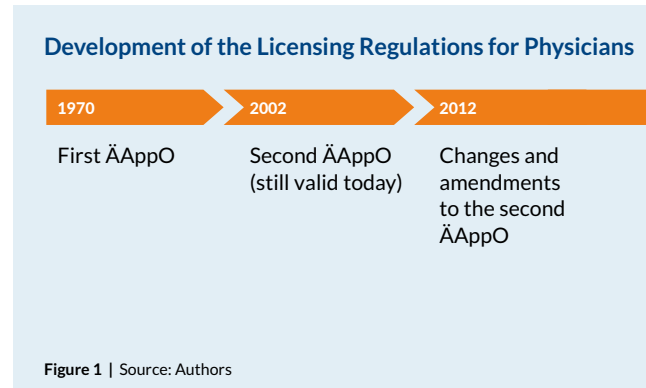 Development of the Licensing Regulations for Physicians
1970
2002
2012
First ÄAppO
Second ÄAppO
(still valid today)
Changes and
amendments
to the second
ÄAppO
Figure 1 | Source: Authors